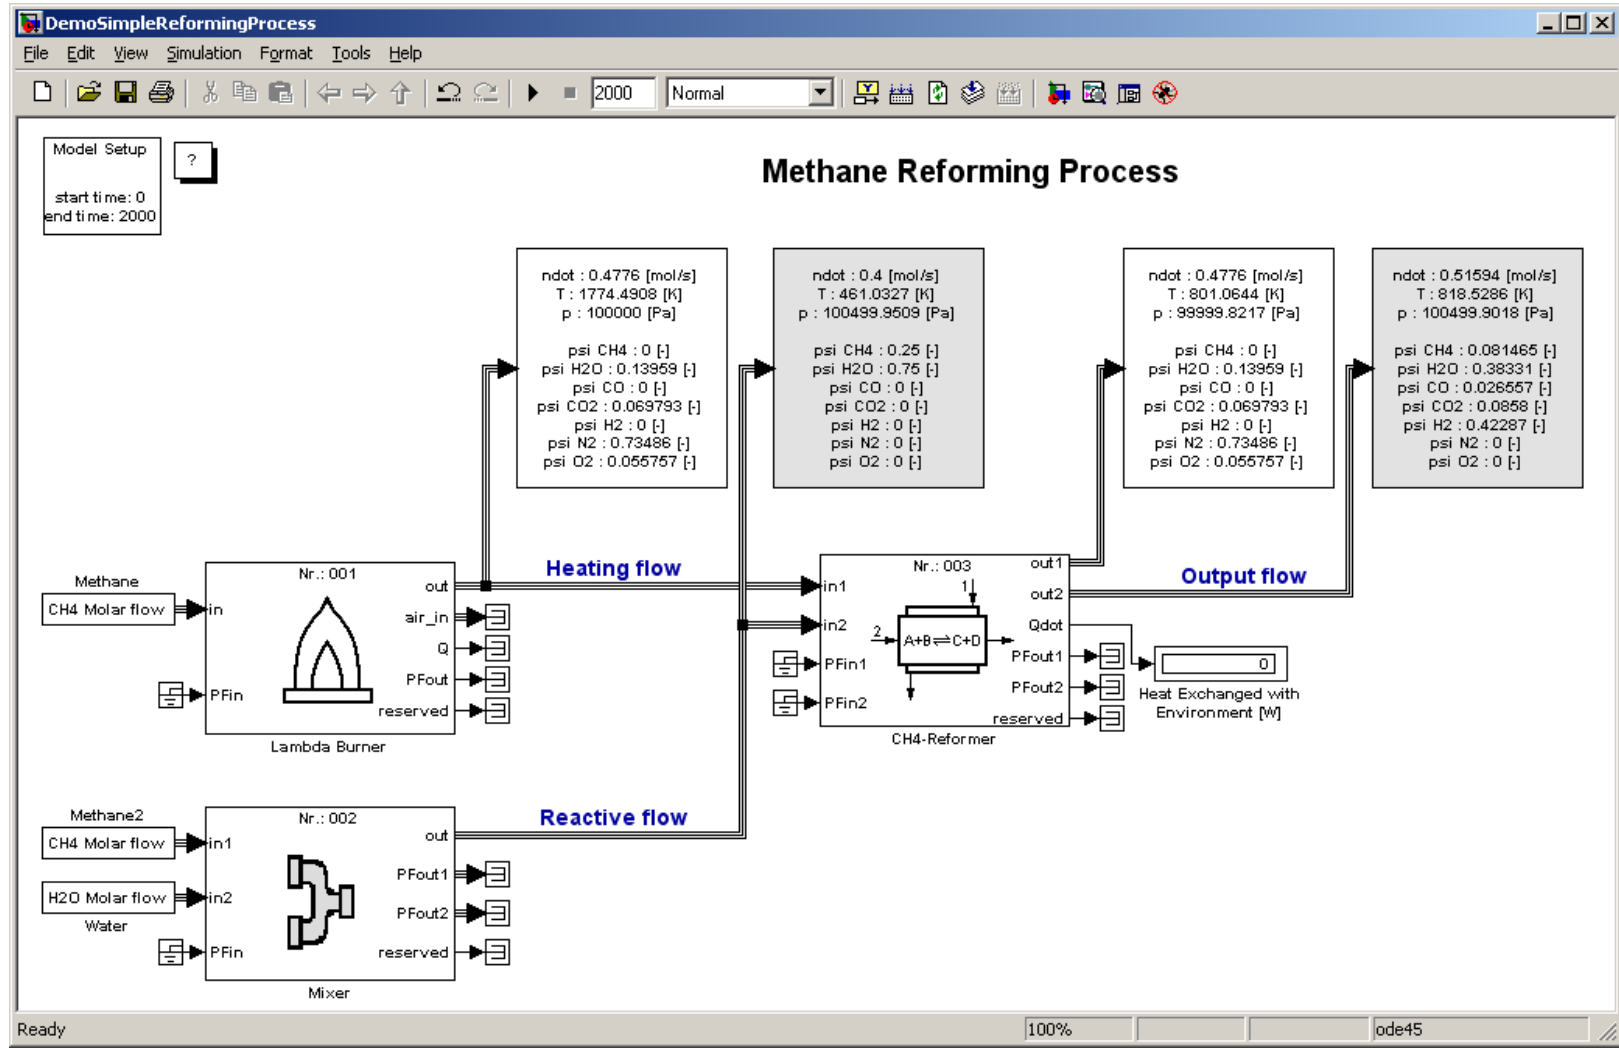 DemoSimpleReformingProcess
File Edit View Simulation Format Tools Help
2000 Normal
Model Setup
start time: 0
end time: 2000
?
Methane Reforming Process
ndot : 0.4776 [mol/s]
T : 1774.4908 [K]
p : 100000 [Pa]
psi CH4 : 0 [-]
psi H2O : 0.13959 [-]
psi CO : 0 [-]
psi CO2 : 0.069793 [-]
psi H2 : 0 [-]
psi N2 : 0.73486 [-]
psi O2 : 0.055757 [-]
ndot : 0.4 [mol/s]
T : 461.0327 [K]
p : 100499.9509 [Pa]
psi CH4 : 0.25 [-]
psi H2O : 0.75 [-]
psi CO : 0 [-]
psi CO2 : 0 [-]
psi H2 : 0 [-]
psi N2 : 0 [-]
psi O2 : 0 [-]
ndot : 0.4776 [mol/s]
T : 801.0644 [K]
p : 99999.8217 [Pa]
psi CH4 : 0 [-]
psi H2O : 0.13959 [-]
psi CO : 0 [-]
psi CO2 : 0.069793 [-]
psi H2 : 0 [-]
psi N2 : 0.73486 [-]
psi O2 : 0.055757 [-]
ndot : 0.51594 [mol/s]
T : 818.5286 [K]
p : 100499.9018 [Pa]
psi CH4 : 0.081465 [-]
psi H2O : 0.38331 [-]
psi CO : 0.026557 [-]
psi CO2 : 0.0858 [-]
psi H2 : 0.42287 [-]
psi N2 : 0 [-]
psi O2 : 0 [-]
Methane
CH4 Molar flow
Nr.: 001
in
PFin
out
air_in
Q
PFout
reserved
Lambda Burner
Heating flow
Nr.: 003
in1
in2
PFin1
PFin2
1
2
A+B⇌C+D
out1
out2
Qdot
PFout1
PFout2
reserved
CH4-Reformer
Output flow
0
Heat Exchanged with
Environment [W]
Methane2
CH4 Molar flow
H2O Molar flow
Water
Nr.: 002
in1
in2
PFin
out
PFout1
PFout2
reserved
Mixer
Reactive flow
Ready
100%
ode45